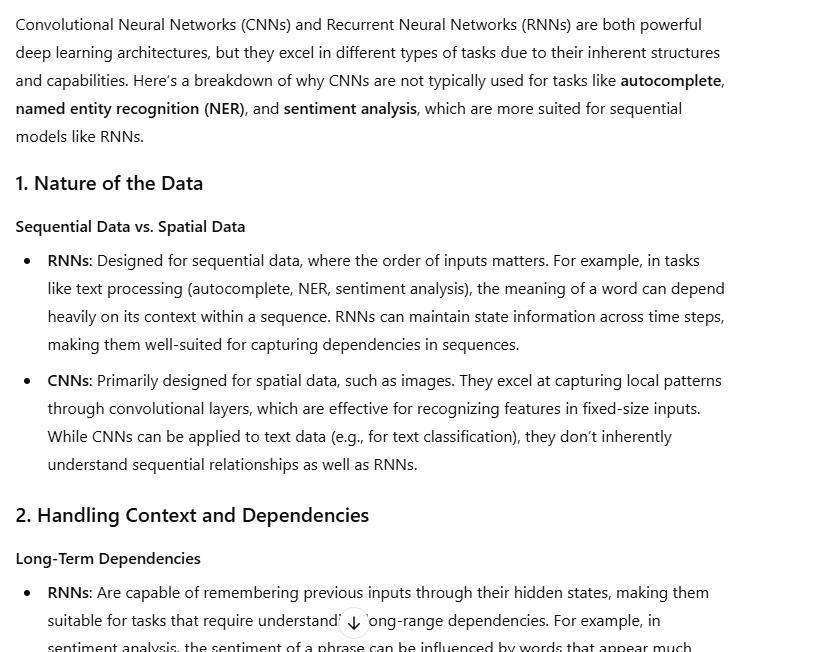 Convolutional Neural Networks (CNNs) and Recurrent Neural Networks (RNNs) are both powerful
deep learning architectures, but they excel in different types of tasks due to their inherent structures
and capabilities. Here's a breakdown of why CNNs are not typically used for tasks like autocomplete,
named entity recognition (NER), and sentiment analysis, which are more suited for sequential
models like RNNs.
1. Nature of the Data
Sequential Data vs. Spatial Data
• RNNs: Designed for sequential data, where the order of inputs matters. For example, in tasks
like text processing (autocomplete, NER, sentiment analysis), the meaning of a word can depend
heavily on its context within a sequence. RNNs can maintain state information across time steps,
making them well-suited for capturing dependencies in sequences.
• CNNs: Primarily designed for spatial data, such as images. They excel at capturing local patterns
through convolutional layers, which are effective for recognizing features in fixed-size inputs.
While CNNs can be applied to text data (e.g., for text classification), they don't inherently
understand sequential relationships as well as RNNs.
2. Handling Context and Dependencies
Long-Term Dependencies
• RNNs: Are capable of remembering previous inputs through their hidden states, making them
suitable for tasks that require understandi ong-range dependencies. For example, in
sentiment analysis, the sentiment of a phrase can be influenced by words that appear much